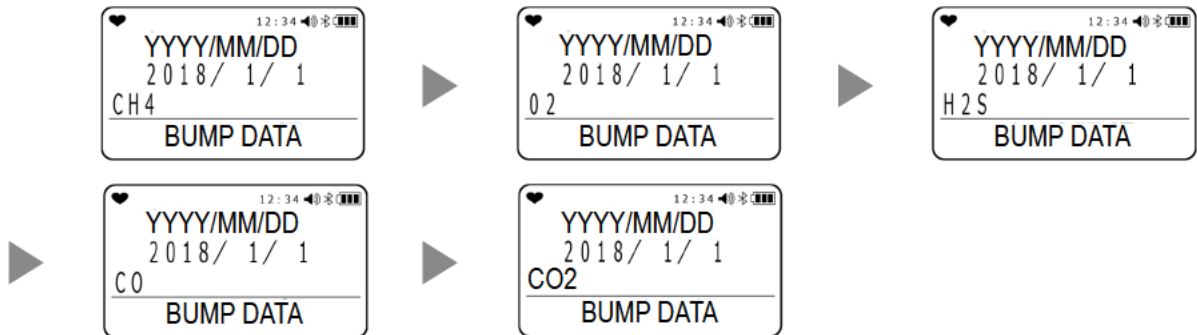 12:34
YYYY/MM/DD
2018/ 1/ 1
CH4
BUMP DATA
12:34
YYYY/MM/DD
2018/ 1/ 1
02
BUMP DATA
12:34
YYYY/MM/DD
2018/ 1/ 1
H2S
BUMP DATA
12:34
YYYY/MM/DD
2018/ 1/ 1
CO
BUMP DATA
12:34
YYYY/MM/DD
2018/ 1/ 1
CO2
BUMP DATA